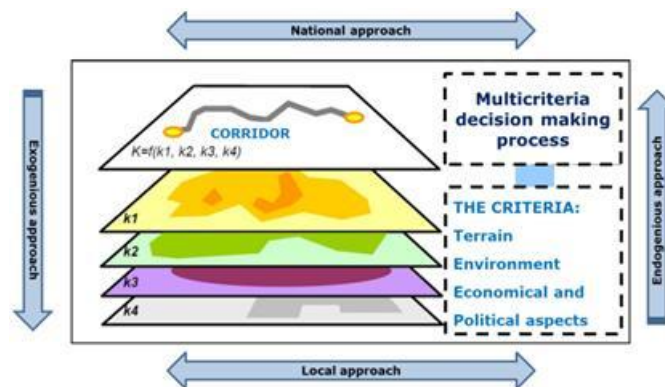 National approach
Exogenious approach
CORRIDOR
K=f(k1, k2, k3, k4)
k1
k2
k3
k4
Multicriteria
decision making
process
THE CRITERIA:
Terrain
Environment
Economical and
Political aspects
Endogenious approach
Local approach